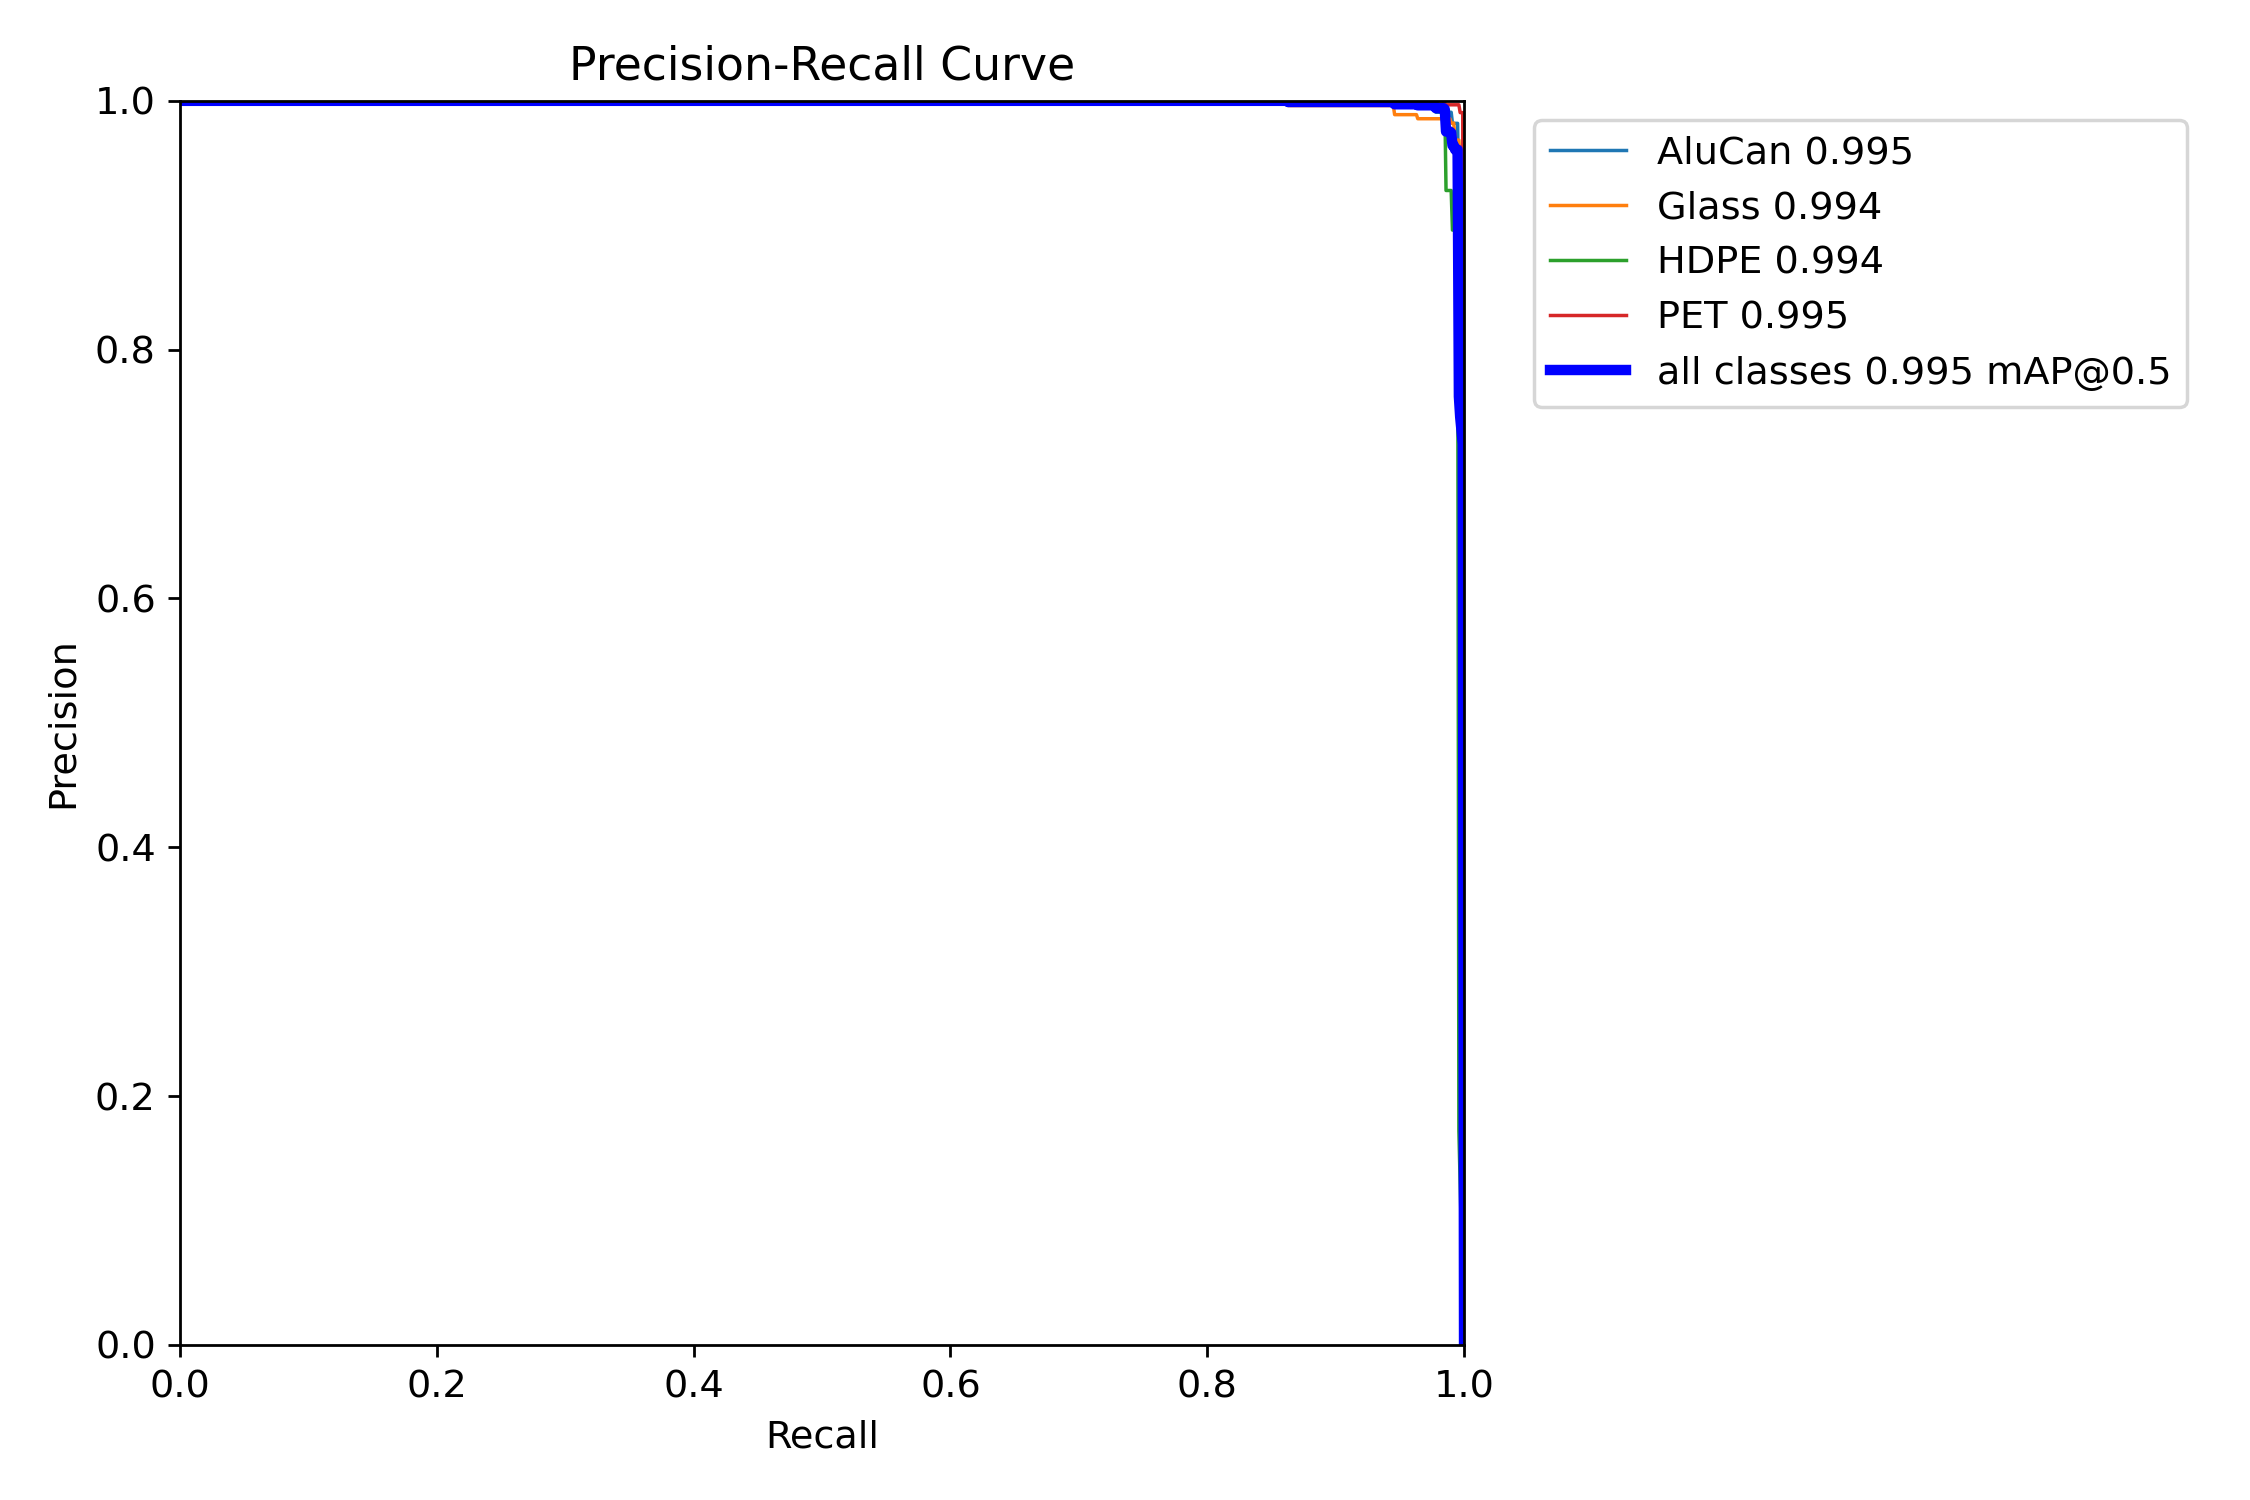 Precision-Recall Curve
1.0
0.8
0.6
0.4
0.2
0.0
Precision
0.0 0.2 0.4 0.6 0.8 1.0
Recall
AluCan 0.995
Glass 0.994
HDPE 0.994
PET 0.995
all classes 0.995 mAP@0.5